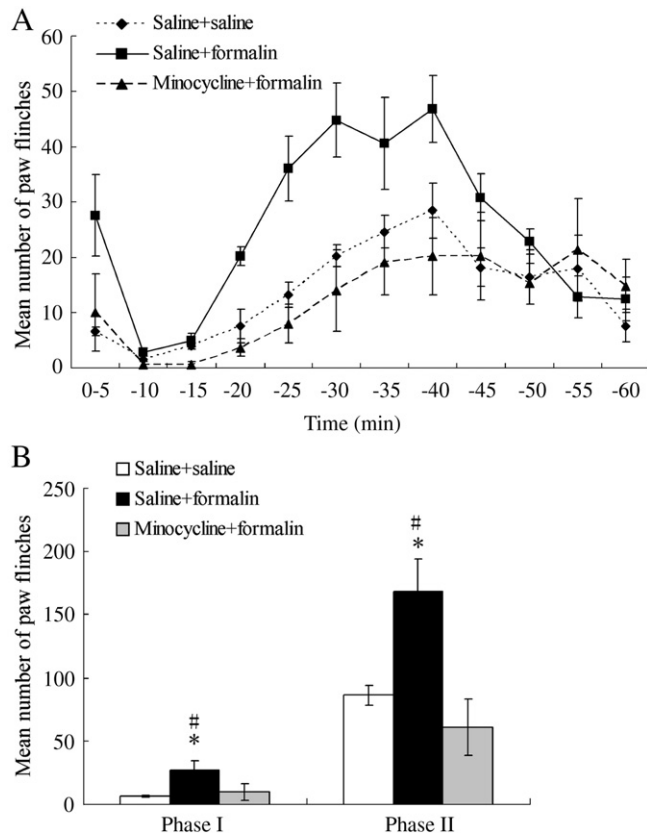 A
Saline+saline
Saline+formalin
Minocycline+formalin
Mean number of paw flinches
60
50
40
30
20
10
0
0-5 -10 -15 -20 -25 -30 -35 -40 -45 -50 -55 -60
Time (min)
B
Saline+saline
Saline+formalin
Minocycline+formalin
Mean number of paw flinches
250
200
150
100
50
0
#
*
#
*
Phase I Phase II